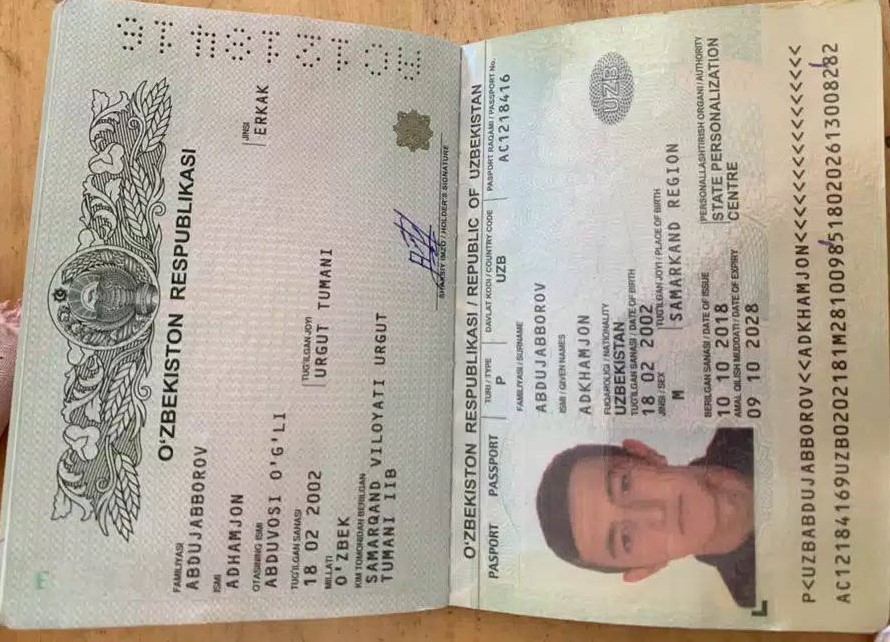 O'ZBEKISTON RESPUBLIKASI
FAMILIYASI
ABDUJABBOROV
ISMI
ADHAMJON
JINSI
ERKAK
OTASINING ISMI
ABDUVOSI O'G'LI
TUG'ILGAN SANASI
18 02 2002
TUG'ILGAN JOYI
URGUT TUMANI
MILLATI
O'ZBEK
KIM TOMONIDAN BERILGAN
SAMARQAND VILOYATI URGUT
TUMANI IIB
SHAXSIY IMZO / HOLDER'S SIGNATURE
AC1218416
O'ZBEKISTON RESPUBLIKASI / REPUBLIC OF UZBEKISTAN
PASPORT PASSPORT
TURI / TYPE
P
DAVLAT KODI / COUNTRY CODE
UZB
PASPORT RAQAMI / PASSPORT No.
AC1218416
FAMILIYASI / SURNAME
ABDUJABBOROV
ISMI / GIVEN NAMES
ADKHAMJON
FUQAROLIGI / NATIONALITY
UZBEKISTAN
UZB
TUG'ILGAN SANASI / DATE OF BIRTH
18 02 2002
JINSI / SEX
M
TUG'ILGAN JOYI / PLACE OF BIRTH
SAMARKAND REGION
BERILGAN SANASI / DATE OF ISSUE
10 10 2018
PERSONALLASHTIRISH ORGANI / AUTHORITY
STATE PERSONALIZATION
CENTRE
AMAL QILISH MUDDATI / DATE OF EXPIRY
09 10 2028
P<UZBABDUJABBOROV<<ADKHAMJON<<<<<<<<<<<<<<<<
AC12184169UZB0202181M28100985180202613008282